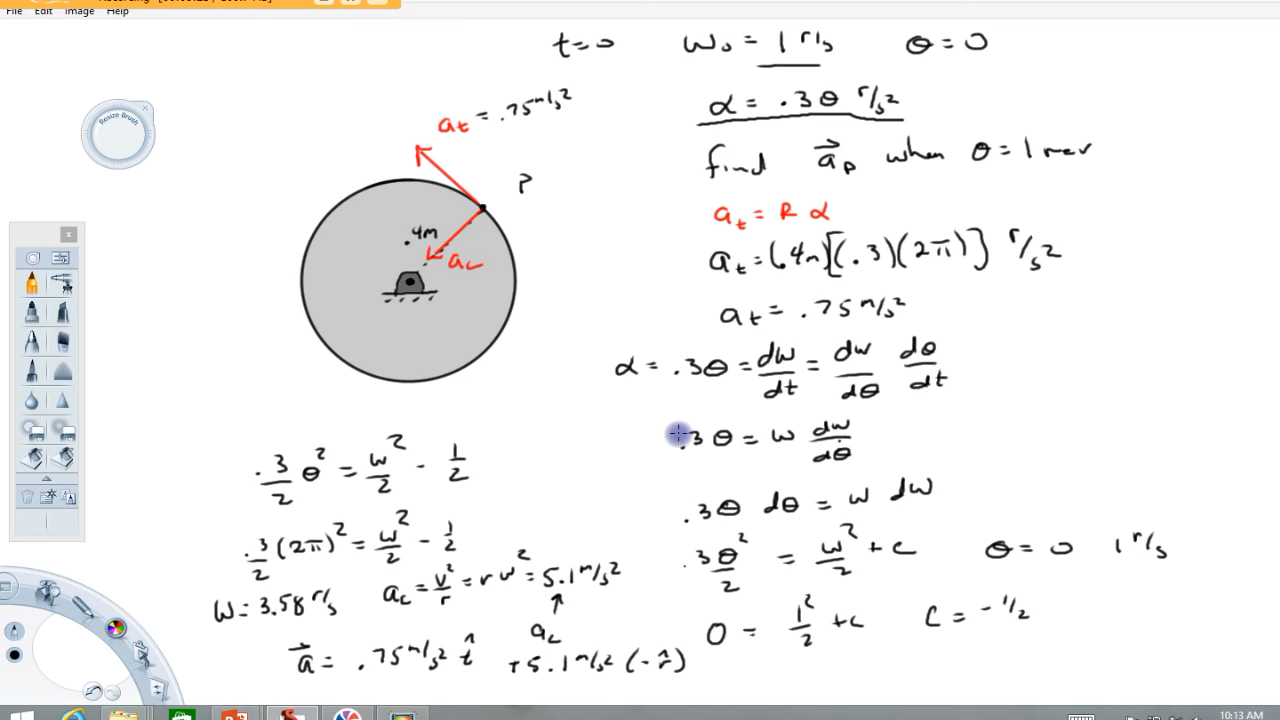 File Edit Image Help
t=0 ω₀ = 1 r/s θ = 0
α = .3θ r/s²
find a⃗ₚ when θ = 1 rev
aₜ = R α
aₜ = (.4m)[(.3)(2π)] r/s²
aₜ = .75 m/s²
α = .3θ = dω/dt = dω/dθ dθ/dt
.3θ = ω dω/dθ
.3θ dθ = ω dω
.3θ²/2 = ω²/2 + c θ = 0 1 r/s
0 = 1²/2 + c c = -1/2
aₜ = .75 m/s²
P
.4m
a꜀
Resize Brush
.3/2 θ² = ω²/2 - 1/2
.3/2 (2π)² = ω²/2 - 1/2
ω = 3.58 r/s a꜀ = v²/r = rω² = 5.1 m/s²
↑
a꜀
a⃗ = .75 m/s² t̂ + 5.1 m/s² (-r̂)
10:13 AM